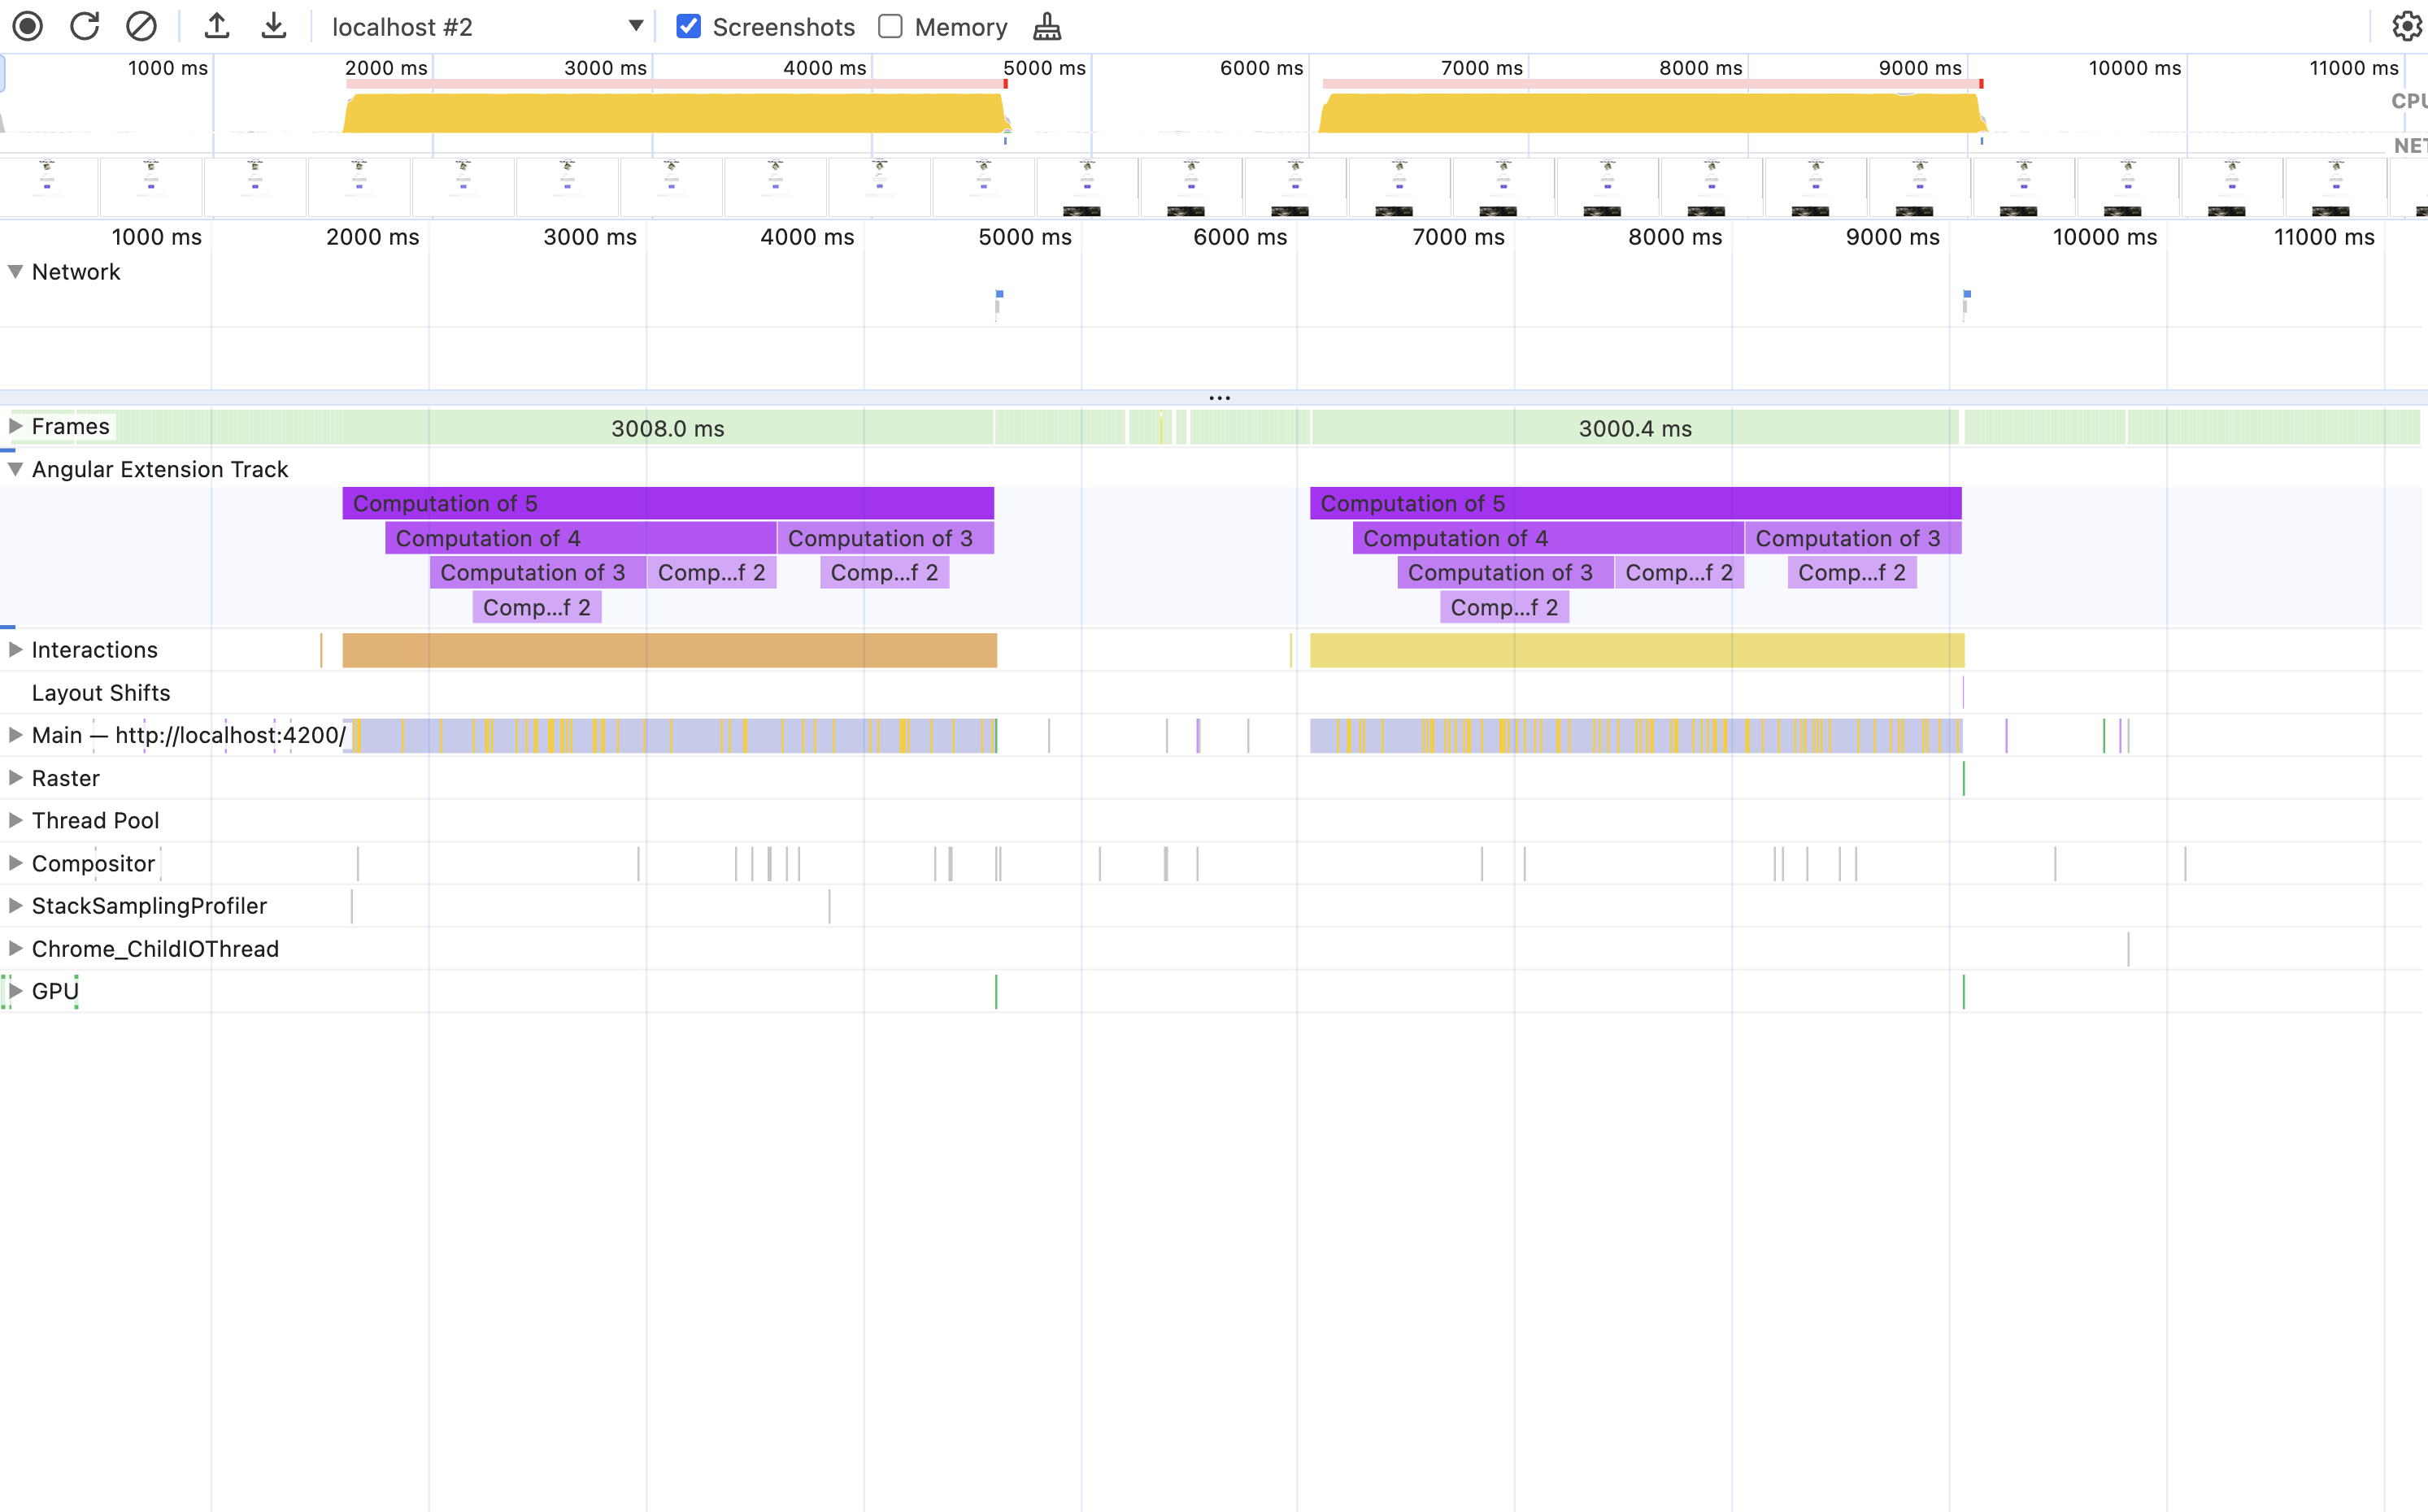 localhost #2 Screenshots Memory
1000 ms 2000 ms 3000 ms 4000 ms 5000 ms 6000 ms 7000 ms 8000 ms 9000 ms 10000 ms 11000 ms
CPU
NET
1000 ms 2000 ms 3000 ms 4000 ms 5000 ms 6000 ms 7000 ms 8000 ms 9000 ms 10000 ms 11000 ms
Network
Frames 3008.0 ms 3000.4 ms
Angular Extension Track
Computation of 5 Computation of 5
Computation of 4 Computation of 3 Computation of 4 Computation of 3
Computation of 3 Comp...f 2 Comp...f 2 Computation of 3 Comp...f 2 Comp...f 2
Comp...f 2 Comp...f 2
Interactions
Layout Shifts
Main — http://localhost:4200/
Raster
Thread Pool
Compositor
StackSamplingProfiler
Chrome_ChildIOThread
GPU